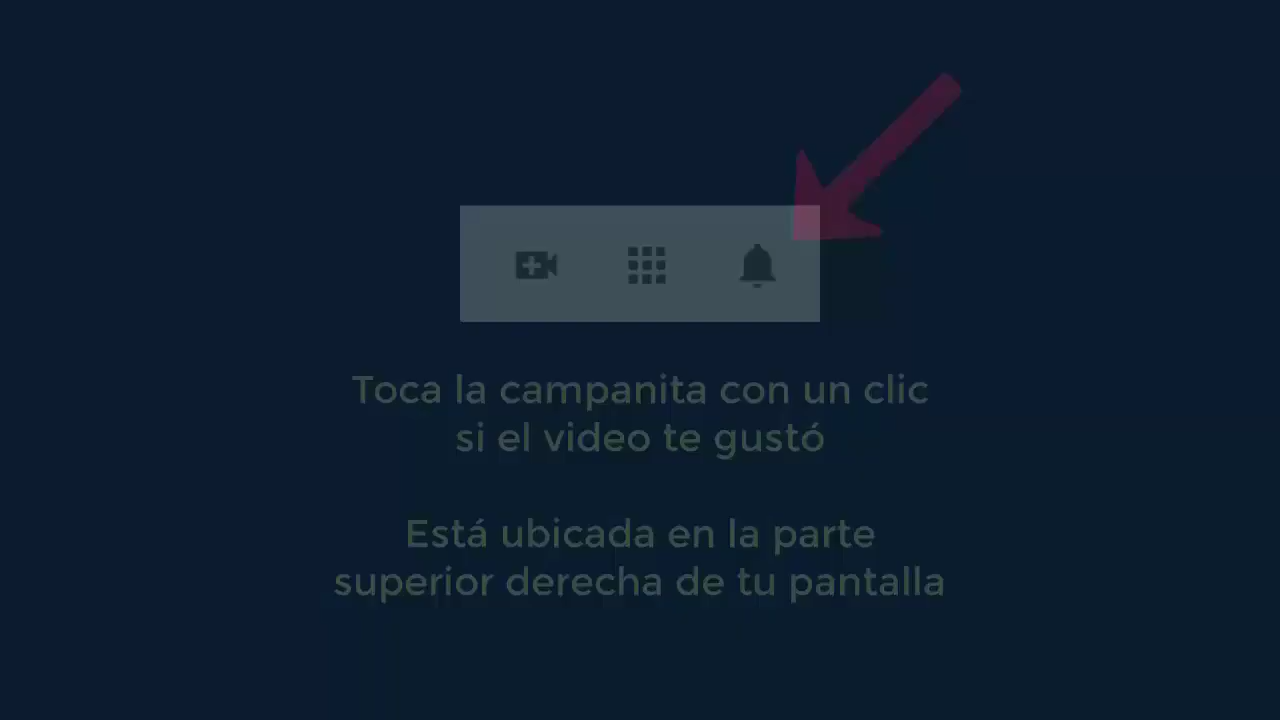 Toca la campanita con un clic
si el video te gustó
Está ubicada en la parte
superior derecha de tu pantalla